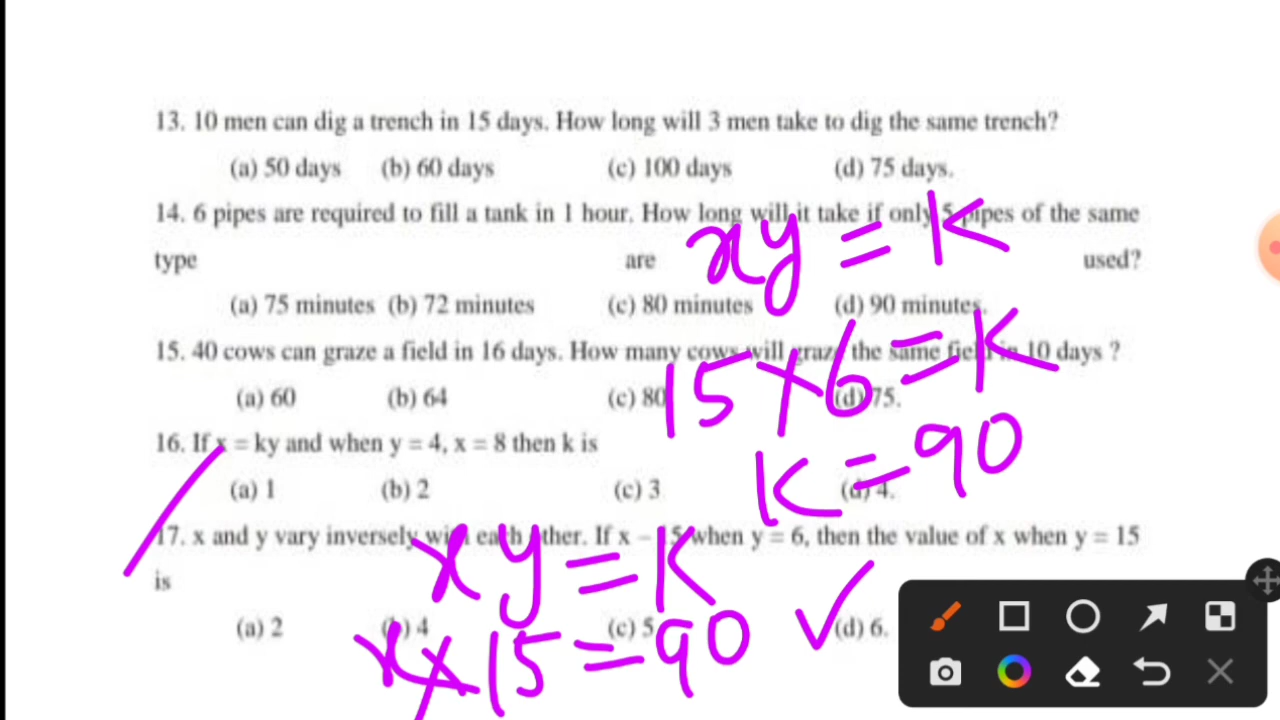 13. 10 men can dig a trench in 15 days. How long will 3 men take to dig the same trench?
(a) 50 days (b) 60 days (c) 100 days (d) 75 days.
14. 6 pipes are required to fill a tank in 1 hour. How long will it take if only 5 pipes of the same
xy = K
type are used?
(a) 75 minutes (b) 72 minutes (c) 80 minutes (d) 90 minutes.
15. 40 cows can graze a field in 16 days. How many cows will graze the same field in 10 days ?
15 x 6 = K
(a) 60 (b) 64 (c) 80 (d) 75.
16. If x = ky and when y = 4, x = 8 then k is
K = 90
(a) 1 (b) 2 (c) 3 (d) 4.
17. x and y vary inversely with each other. If x = 15 when y = 6, then the value of x when y = 15
xy = K
is
(a) 2 (b) 4 (c) 5 (d) 6.
x x 15 = 90